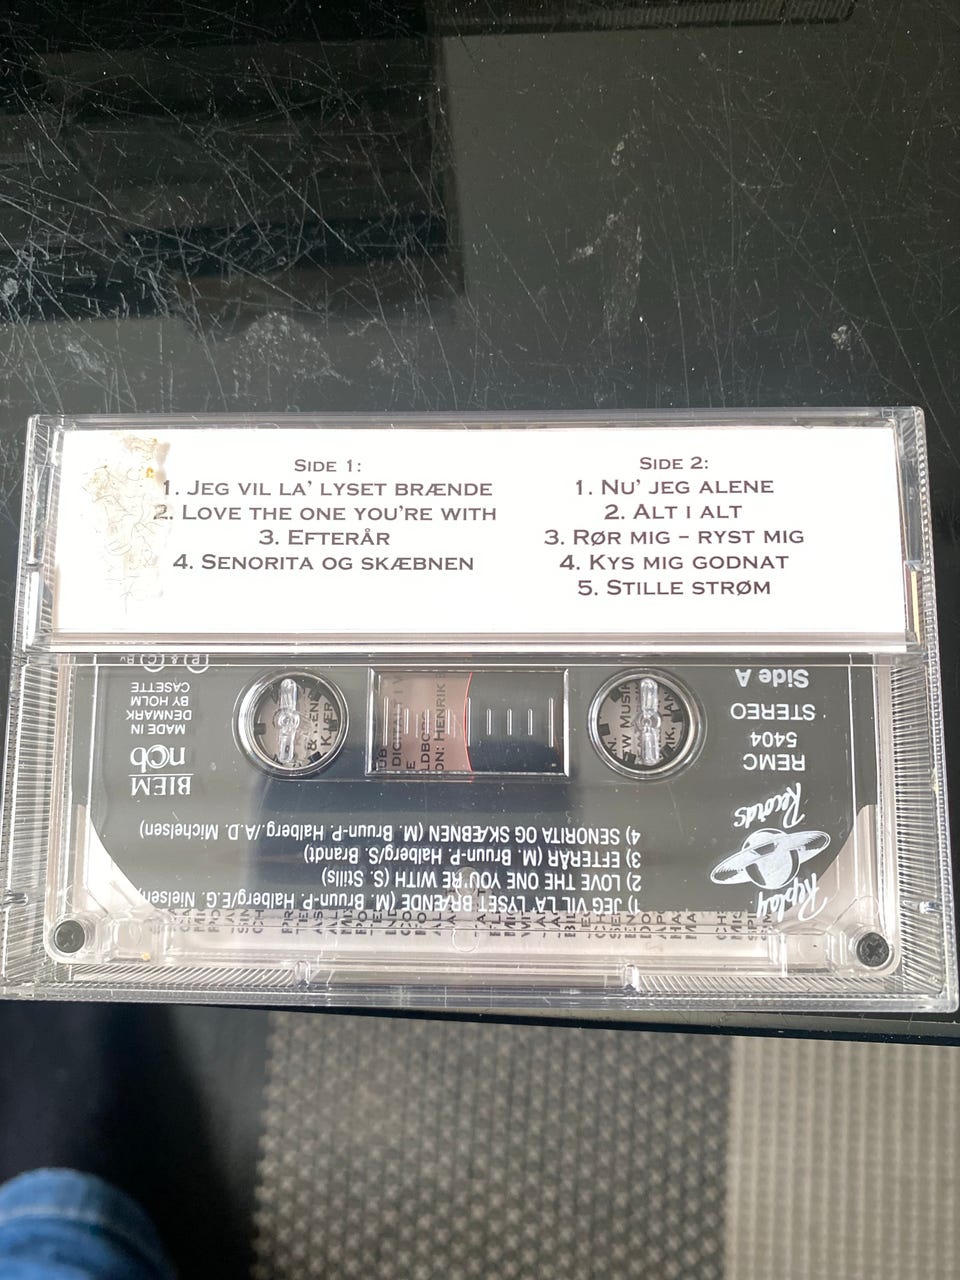 Side 1:
1. Jeg vil la' lyset brænde
2. Love the one you're with
3. Efterår
4. Senorita og skæbnen
Side 2:
1. Nu' jeg alene
2. Alt i alt
3. Rør mig – ryst mig
4. Kys mig godnat
5. Stille strøm
Replay
Records
1) JEG VIL LA' LYSET BRÆNDE (M. Bruun-P. Halberg/E.G. Nielsen)
2) LOVE THE ONE YOU'RE WITH (S. Stills)
3) EFTERÅR (M. Bruun-P. Halberg/S. Brandt)
4) SENORITA OG SKÆBNEN (M. Bruun-P. Halberg./A.D. Michelsen)
REMC
5404
STEREO
Side A
BIEM
ncb
MADE IN
DENMARK
BY HOLM
CASETTE
DIGITALT I V
ON: HENRIK B
KJÆR